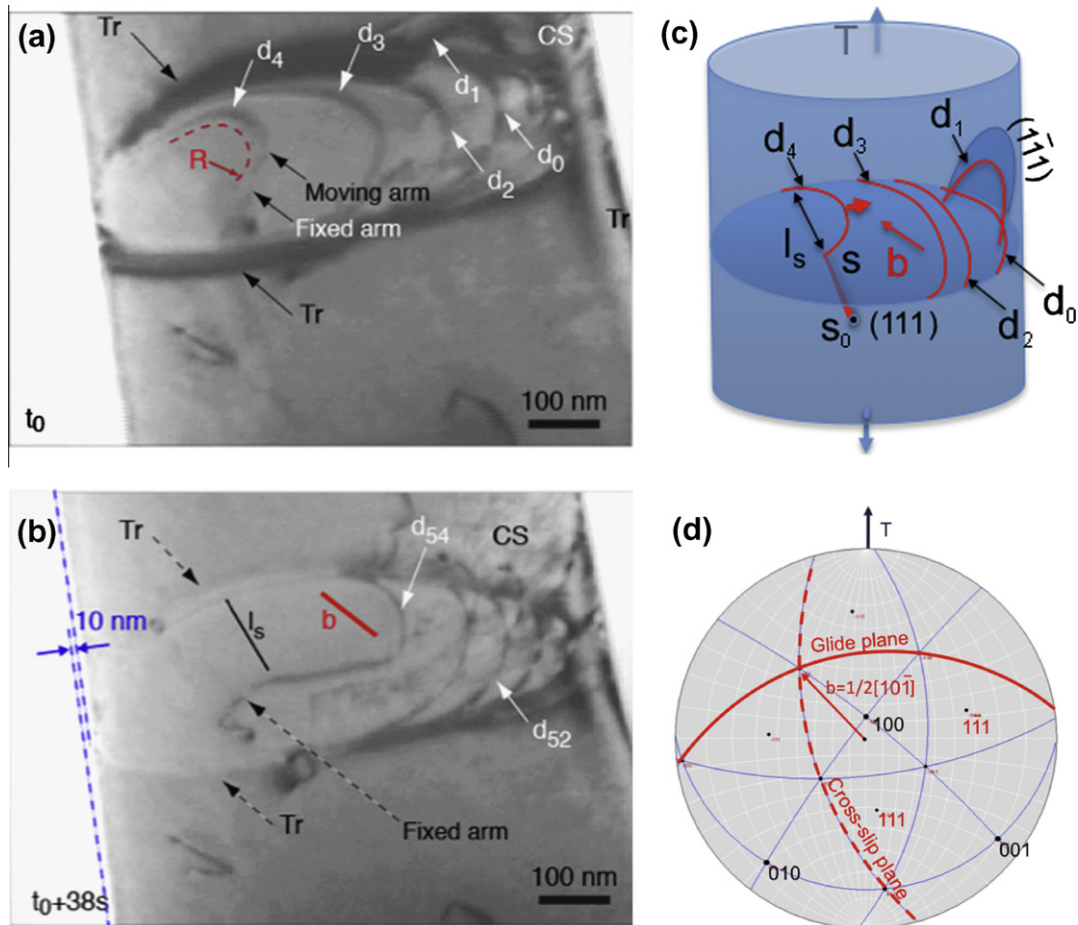 (a)
Tr
d4
d3
CS
d1
R
d2
d0
Moving arm
Fixed arm
Tr
Tr
t0
100 nm
(c)
T
d4
d3
d1
(11̄1)
ls
s
b
d0
s0
(111)
d2
(b)
Tr
d54
CS
10 nm
ls
b
d52
Tr
Fixed arm
t0+38s
100 nm
(d)
T
Glide plane
b=1/2[101̄]
100
111
111
Cross-slip plane
010
001